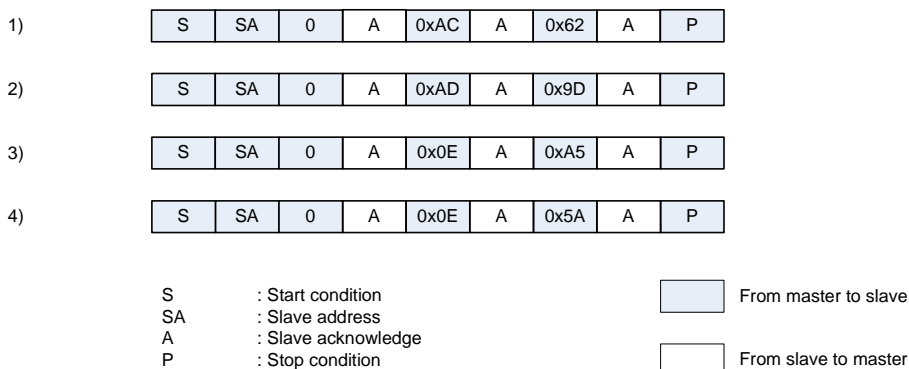 1) S SA 0 A 0xAC A 0x62 A P
2) S SA 0 A 0xAD A 0x9D A P
3) S SA 0 A 0x0E A 0xA5 A P
4) S SA 0 A 0x0E A 0x5A A P
S : Start condition From master to slave
SA : Slave address
A : Slave acknowledge
P : Stop condition From slave to master